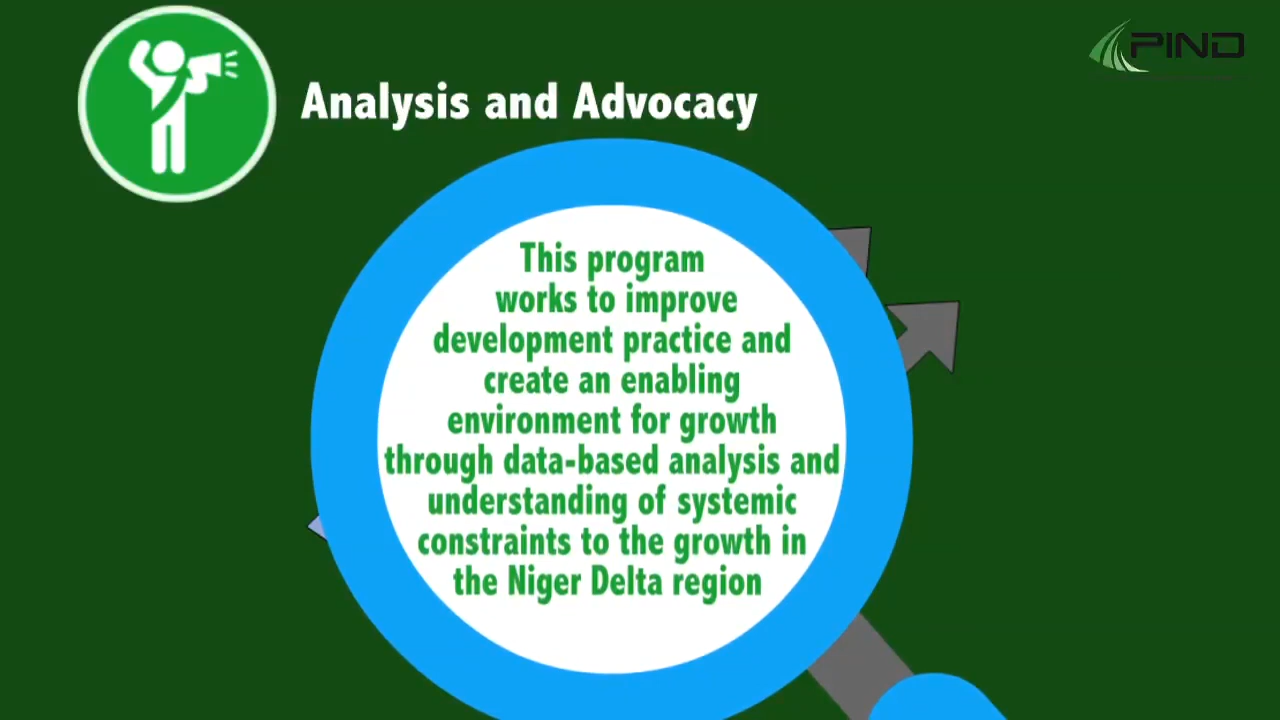 PIND
Analysis and Advocacy
This program
works to improve
development practice and
create an enabling
environment for growth
through data-based analysis and
understanding of systemic
constraints to the growth in
the Niger Delta region